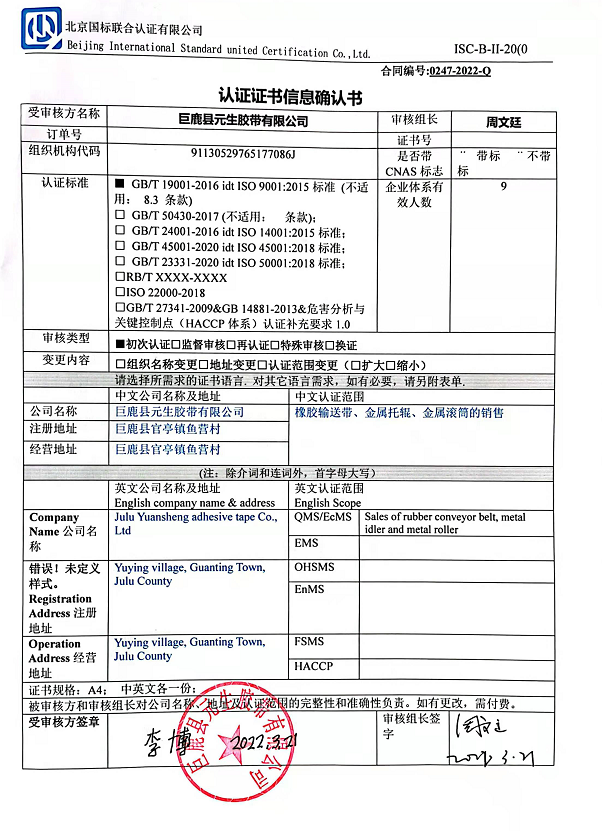 北京国标联合认证有限公司
Beijing International Standard united Certification Co.,Ltd.
ISC-B-II-20(0
合同编号:0247-2022-Q
认证证书信息确认书
受审核方名称 巨鹿县元生胶带有限公司 审核组长 周文廷
订单号 证书号
组织机构代码 91130529765177086J 是否带 CNAS 标志 ¨ 带标 ¨不带标
认证标准 企业体系有效人数 9
■ GB/T 19001-2016 idt ISO 9001:2015 标准 (不适
用: 8.3 条款)
☐ GB/T 50430-2017 (不适用: 条款);
☐ GB/T 24001-2016 idt ISO 14001:2015 标准;
☐ GB/T 45001-2020 idt ISO 45001:2018 标准;
☐ GB/T 23331-2020 idt ISO 50001:2018 标准;
☐RB/T XXXX-XXXX
☐ISO 22000-2018
☐GB/T 27341-2009&GB 14881-2013&危害分析与
关键控制点（HACCP 体系）认证补充要求 1.0
审核类型 ■初次认证☐监督审核☐再认证☐特殊审核☐换证
变更内容 ☐组织名称变更☐地址变更☐认证范围变更（☐扩大☐缩小）
请选择所需求的证书语言. 对其它语言需求，如有必要，请另附表单.
中文公司名称及地址 中文认证范围
公司名称 巨鹿县元生胶带有限公司 橡胶输送带、金属托辊、金属滚筒的销售
注册地址 巨鹿县官亭镇鱼营村
经营地址 巨鹿县官亭镇鱼营村
(注：除介词和连词外，首字母大写)
英文公司名称及地址 英文认证范围
English company name & address English Scope
Company Name 公司名称 Julu Yuansheng adhesive tape Co., Ltd QMS/EcMS Sales of rubber conveyor belt, metal idler and metal roller
EMS
错误！未定义样式。 Registration Address 注册地址 Yuying village, Guanting Town, Julu County OHSMS
EnMS
Operation Address 经营地址 Yuying village, Guanting Town, Julu County FSMS
HACCP
证书规格：A4； 中英文各一份；
被审核方和审核组长对公司名称、地址及认证范围的完整性和准确性负责。如有更改，需付费。
受审核方签章 李博 2022.3.21 审核组长签字
巨鹿县元生胶带有限公司